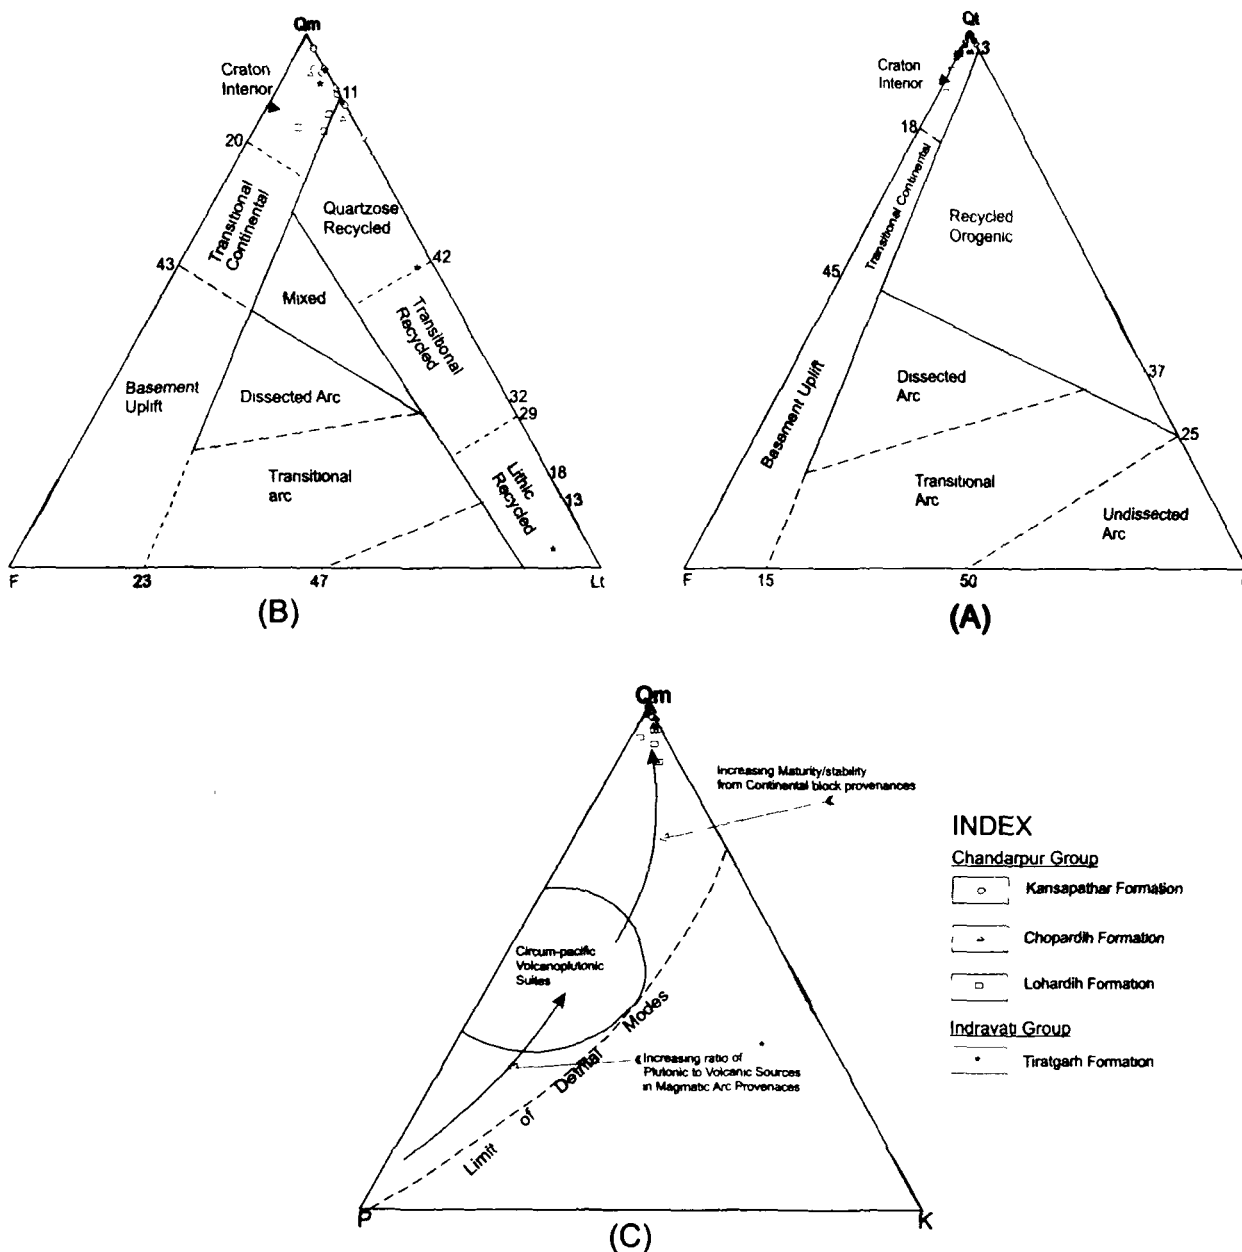 Qm
Craton
Interior
11
20
Transitional
Continental
Quartzose
Recycled
43
42
Mixed
Transitional
Recycled
Basement
Uplift
Dissected Arc
32
29
Transitional
arc
Lithic
Recycled
18
13
F
23
47
Lt
(B)
Qt
3
Craton
Interior
18
Transitional Continental
Recycled
Orogenic
45
Basement Uplift
Dissected
Arc
37
25
Transitional
Arc
Undissected
Arc
F
15
50
(A)
Qm
Increasing Maturity/stability
from Continental block provenances
Circum-pacific
Volcanoplutonic
Suites
Limit of Detrital Modes
Increasing ratio of
Plutonic to Volcanic Sources
in Magmatic Arc Provenaces
P
K
(C)
INDEX
Chandarpur Group
Kansapathar Formation
Chopardih Formation
Lohardih Formation
Indravati Group
Tiratgarh Formation